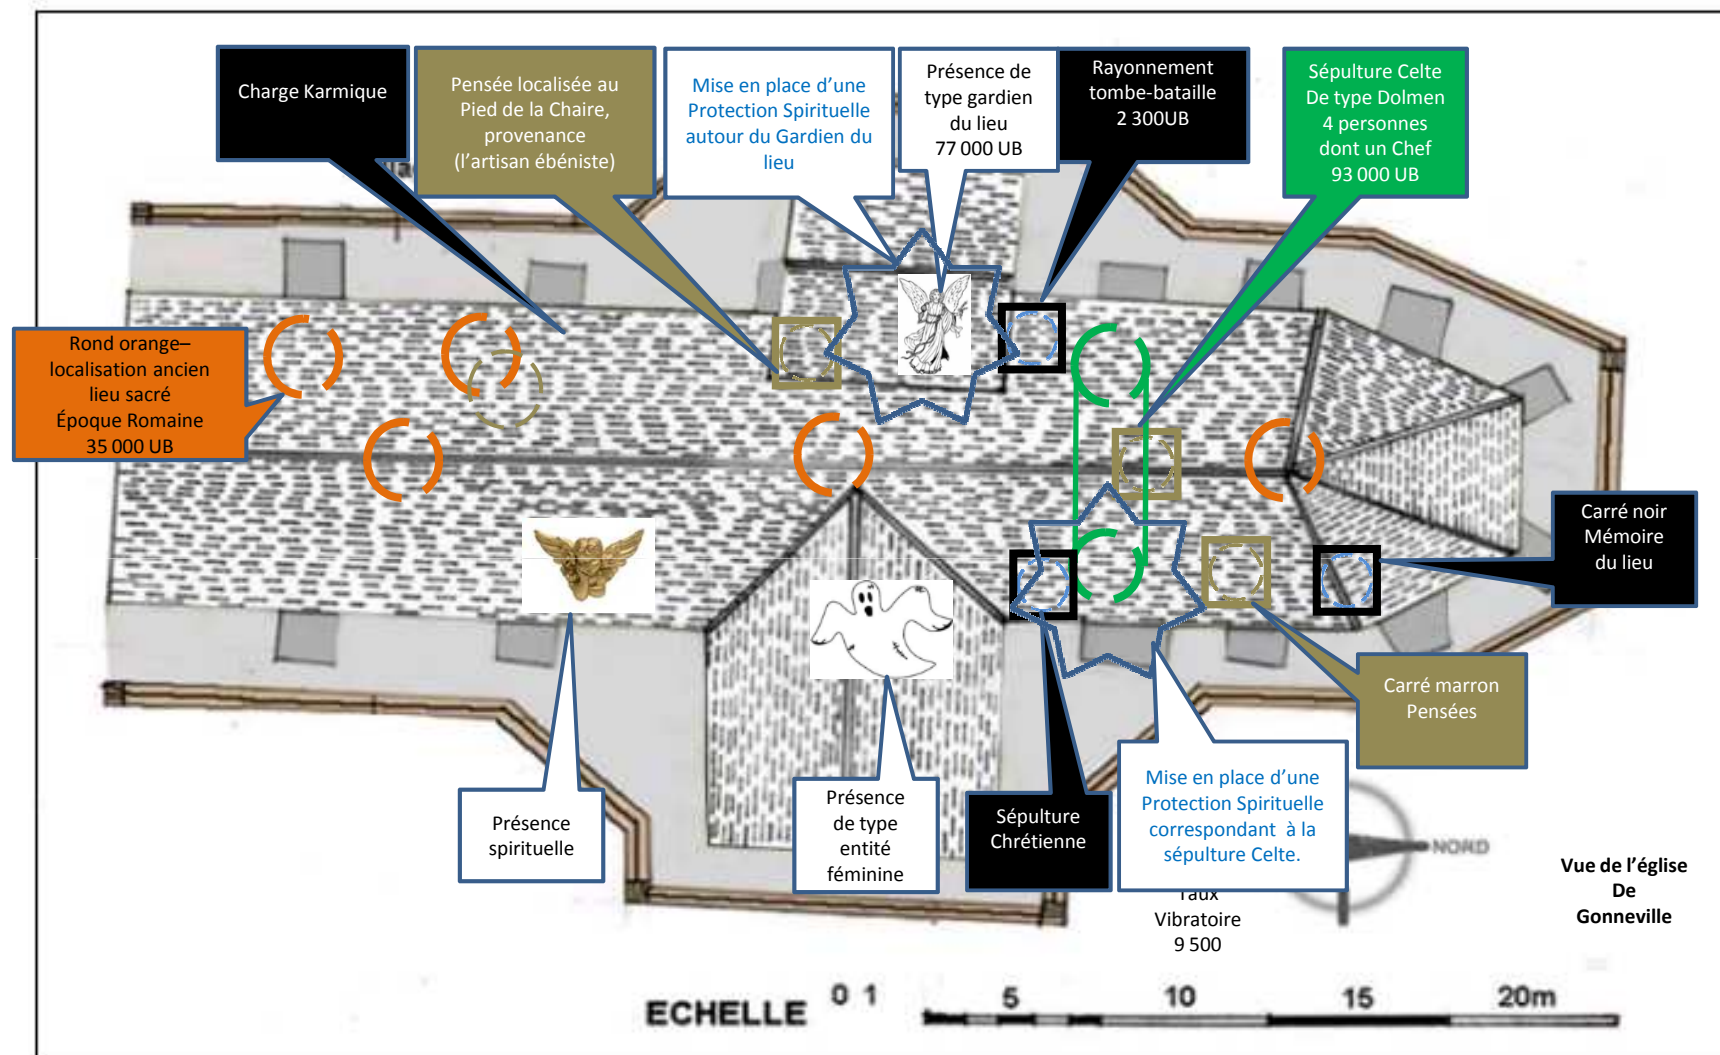 Charge Karmique
Pensée localisée au
Pied de la Chaire,
provenance
(l’artisan ébéniste)
Mise en place d’une
Protection Spirituelle
autour du Gardien du
lieu
Présence de
type gardien
du lieu
77 000 UB
Rayonnement
tombe-bataille
2 300UB
Sépulture Celte
De type Dolmen
4 personnes
dont un Chef
93 000 UB
Rond orange–
localisation ancien
lieu sacré
Époque Romaine
35 000 UB
Carré noir
Mémoire
du lieu
Carré marron
Pensées
Présence
spirituelle
Présence
de type
entité
féminine
Sépulture
Chrétienne
Mise en place d’une
Protection Spirituelle
correspondant à la
sépulture Celte.
Taux
Vibratoire
9 500
NORD
Vue de l’église
De
Gonneville
ECHELLE 0 1 5 10 15 20m